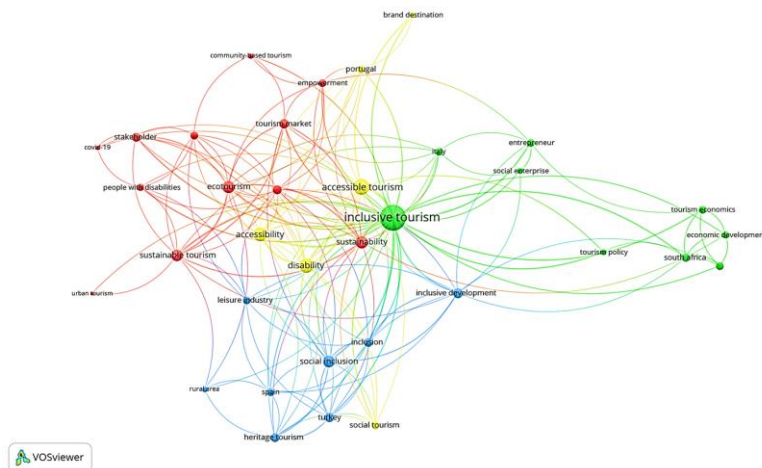 brand destination
community-based tourism
portugal
empowerment
tourism market
stakeholder
covid-19
italy
entrepreneur
social enterprise
people with disabilities
ecotourism
accessible tourism
inclusive tourism
tourism economics
accessibility
sustainability
economic developmen
sustainable tourism
tourism policy
south africa
disability
urban tourism
leisure industry
inclusive development
inclusion
social inclusion
rural area
spain
turkey
social tourism
heritage tourism
VOSviewer